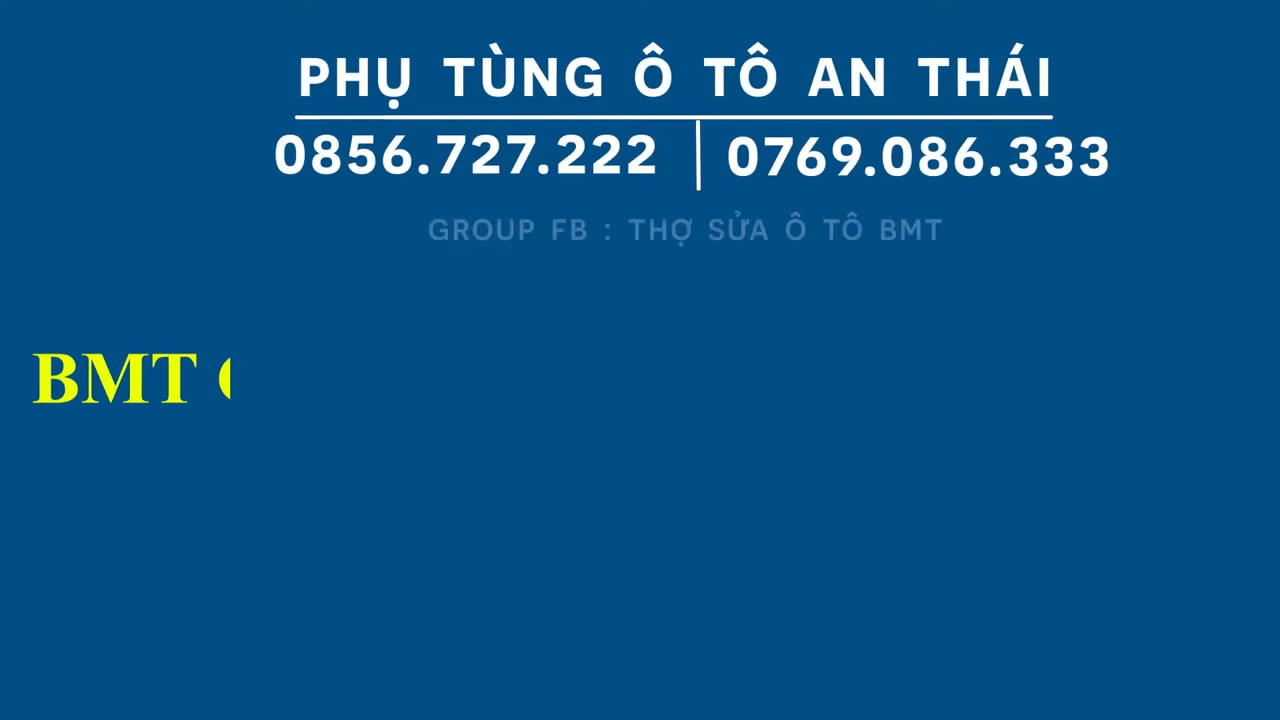 PHỤ TÙNG Ô TÔ AN THÁI
0856.727.222 | 0769.086.333
GROUP FB : THỢ SỬA Ô TÔ BMT
BMT